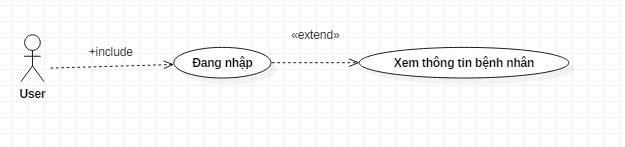 «extend»
+include
Đang nhập
Xem thông tin bệnh nhân
User